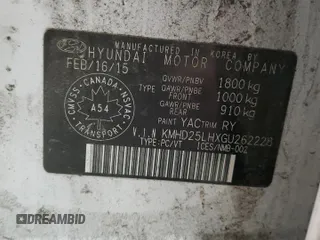 MANUFACTURED IN KOREA BY
HYUNDAI MOTOR COMPANY
FEB/16/15
GVWR/PNBV 1800 kg
TYPE GAWR/PNBE 1000 kg
FRONT
GAWR/PNBE 910 kg
REAR
PAINT YAC TRIM RY
V.I.N KMHD25LHXGU262228
TYPE:PC/VT ICES/NMB-002
CMVSS - CANADA - NSVAC
A54
TRANSPORT